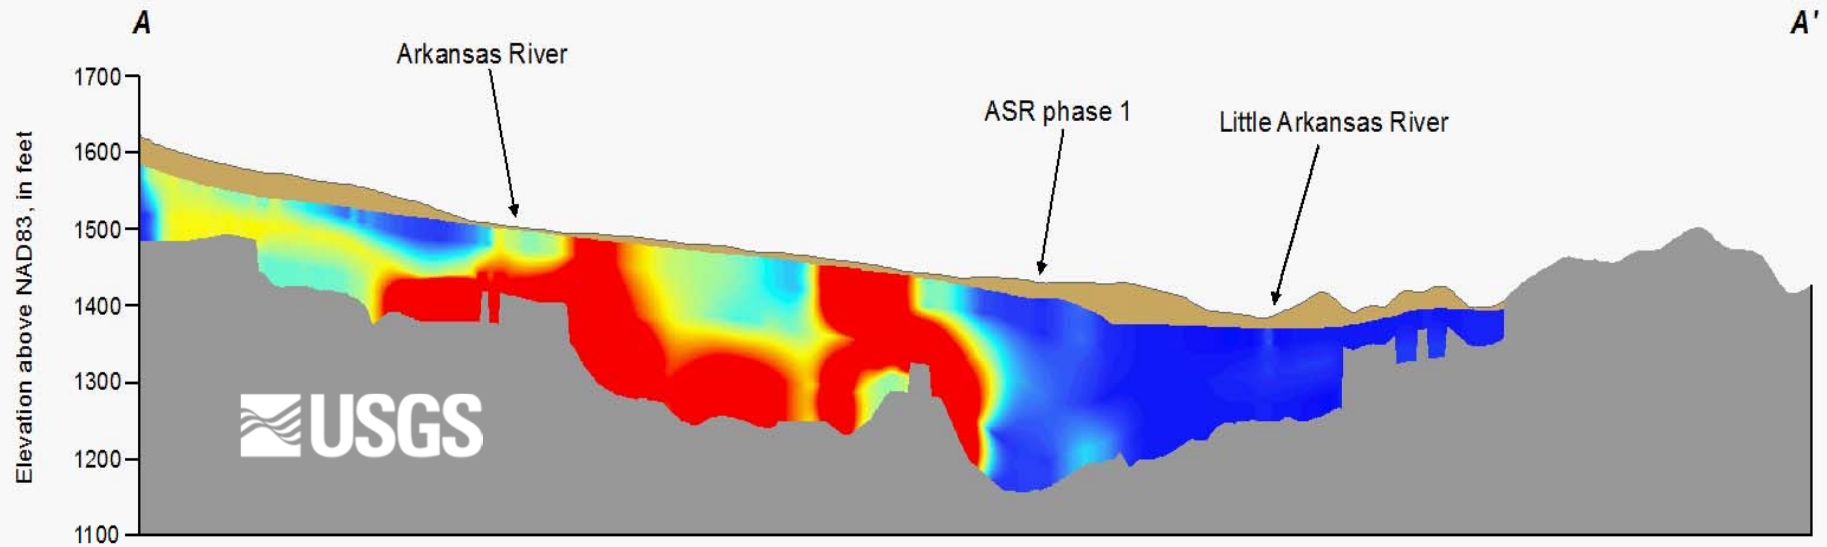 A
A'
Arkansas River
ASR phase 1
Little Arkansas River
Elevation above NAD83, in feet
1700
1600
1500
1400
1300
1200
1100
USGS